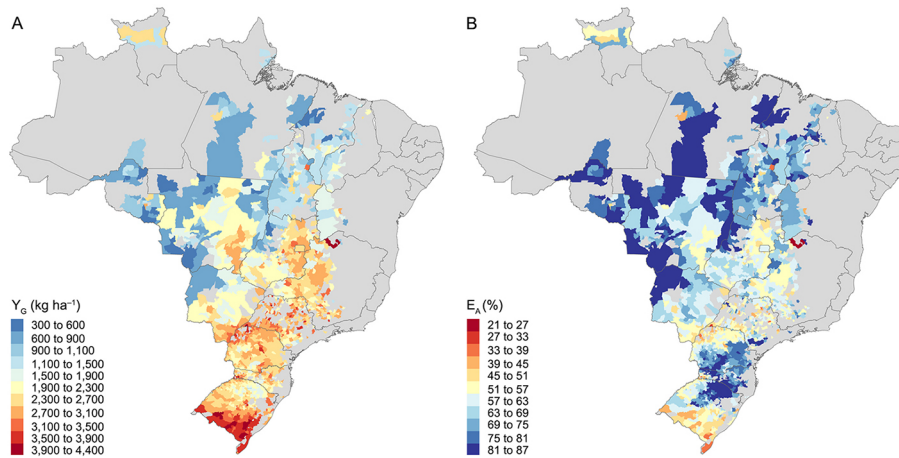 A
Y_G (kg ha⁻¹)
300 to 600
600 to 900
900 to 1,100
1,100 to 1,500
1,500 to 1,900
1,900 to 2,300
2,300 to 2,700
2,700 to 3,100
3,100 to 3,500
3,500 to 3,900
3,900 to 4,400
B
E_A (%)
21 to 27
27 to 33
33 to 39
39 to 45
45 to 51
51 to 57
57 to 63
63 to 69
69 to 75
75 to 81
81 to 87